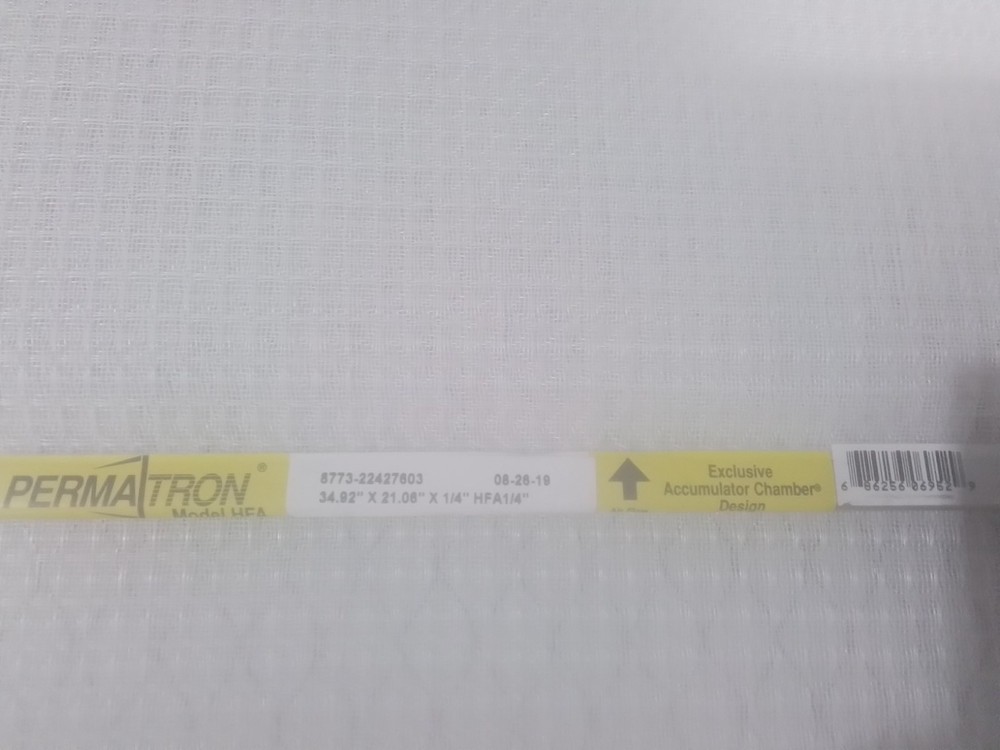 PERMATRON®
Model HFA
5773-22427603 08-26-19
34.92" X 21.06" X 1/4" HFA1/4"
Exclusive
Accumulator Chamber®
Design